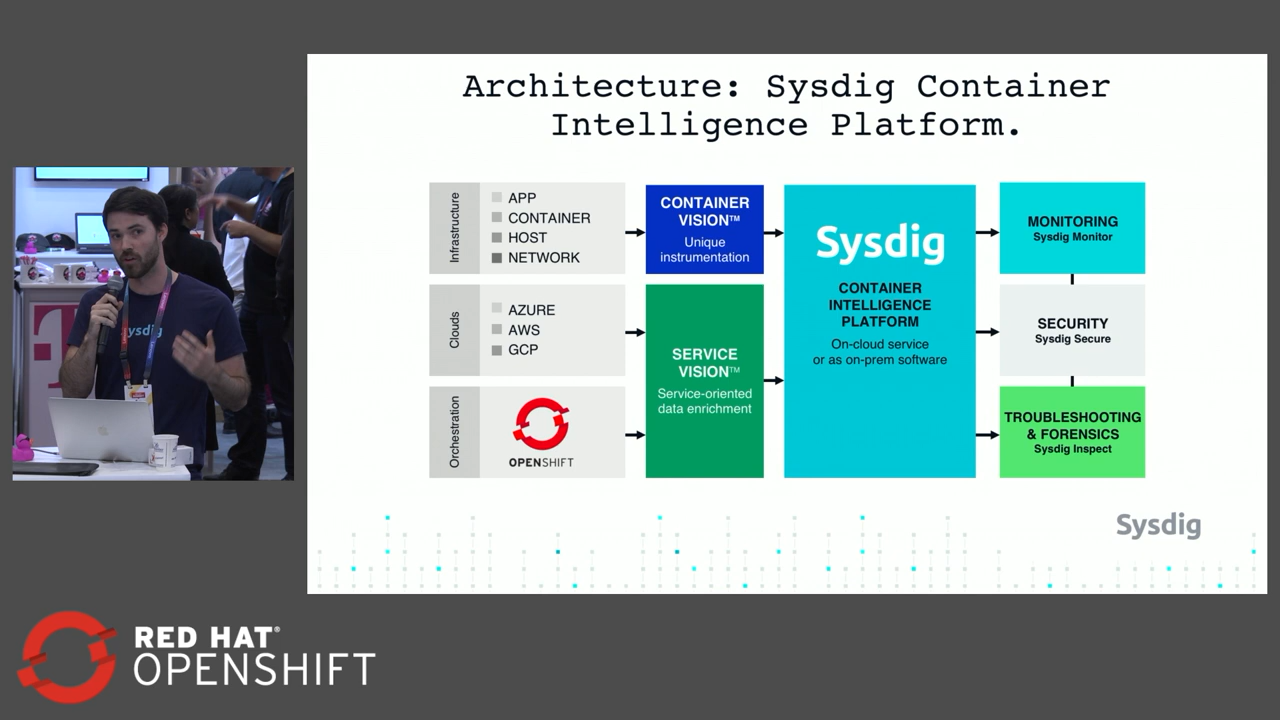 Architecture: Sysdig Container
Intelligence Platform.
Infrastructure
APP
CONTAINER
HOST
NETWORK
CONTAINER
VISION™
Unique
instrumentation
Clouds
AZURE
AWS
GCP
Orchestration
OPENSHIFT
SERVICE
VISION™
Service-oriented
data enrichment
Sysdig
CONTAINER
INTELLIGENCE
PLATFORM
On-cloud service
or as on-prem software
MONITORING
Sysdig Monitor
SECURITY
Sysdig Secure
TROUBLESHOOTING
& FORENSICS
Sysdig Inspect
Sysdig
sysdig
T
RED HAT®
OPENSHIFT